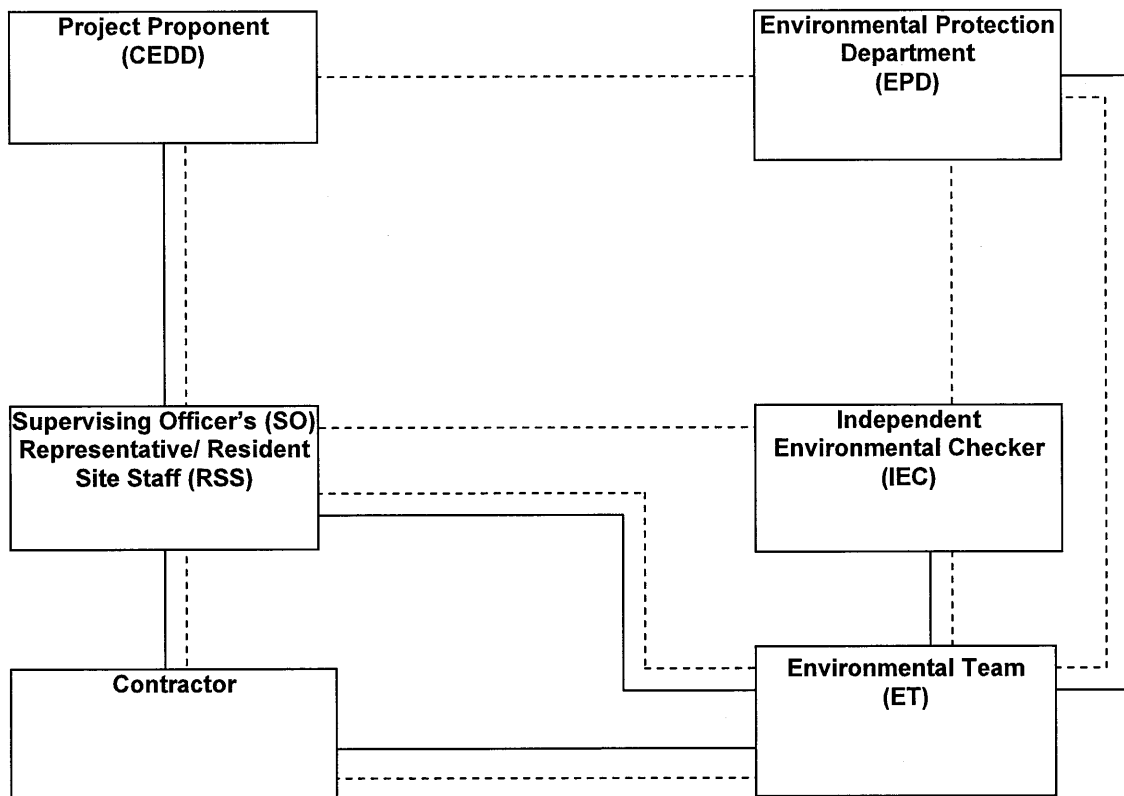 Project Proponent
(CEDD)
Environmental Protection
Department
(EPD)
Supervising Officer's (SO)
Representative/ Resident
Site Staff (RSS)
Independent
Environmental Checker
(IEC)
Contractor
Environmental Team
(ET)